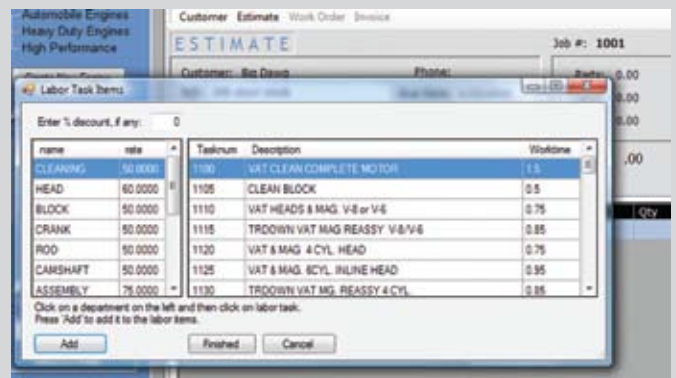 Automobile Engines
Heavy Duty Engines
High Performance
Customer Estimate Work Order Invoice
ESTIMATE
Job #: 1001
Customer: Big Dawg
Phone:
Parts: 0.00
0.00
0.00
.00
Qty
Labor Task Items
Enter % discount, if any: 0
name rate
CLEANING 50.0000
HEAD 60.0000
BLOCK 50.0000
CRANK 50.0000
ROD 50.0000
CAMSHAFT 50.0000
ASSEMBLY 75.0000
Tasknum Description Worktime
1100 VAT CLEAN COMPLETE MOTOR 1.5
1105 CLEAN BLOCK 0.5
1110 VAT HEADS & MAG. V-8 or V-6 0.75
1115 TRDOWN VAT MAG REASSY V-8/V-6 0.85
1120 VAT & MAG. 4 CYL. HEAD 0.75
1125 VAT & MAG. 6CYL. INLINE HEAD 0.95
1130 TRDOWN VAT MG. REASSY 4 CYL. 0.85
Click on a department on the left and then click on labor task.
Press 'Add' to add it to the labor items.
Add Finished Cancel